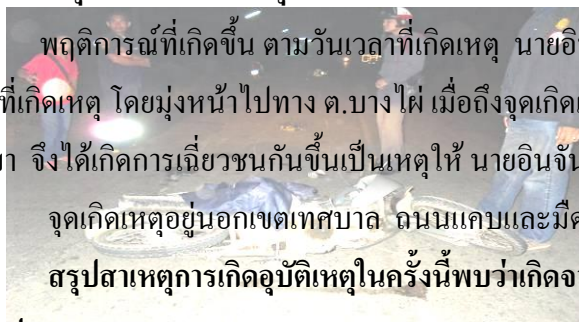 พฤติการณ์ที่เกิดขึ้น ตามวันเวลาที่เกิดเหตุ นายอิน
ที่เกิดเหตุ โดยมุ่งหน้าไปทาง ต.บางไผ่ เมื่อถึงจุดเกิดเ
จึงได้เกิดการเฉี่ยวชนกันขึ้นเป็นเหตุให้ นายอินจัน
จุดเกิดเหตุอยู่นอกเขตเทศบาล ถนนแคบและมืด
สรุปสาเหตุการเกิดอุบัติเหตุในครั้งนี้พบว่าเกิดจา